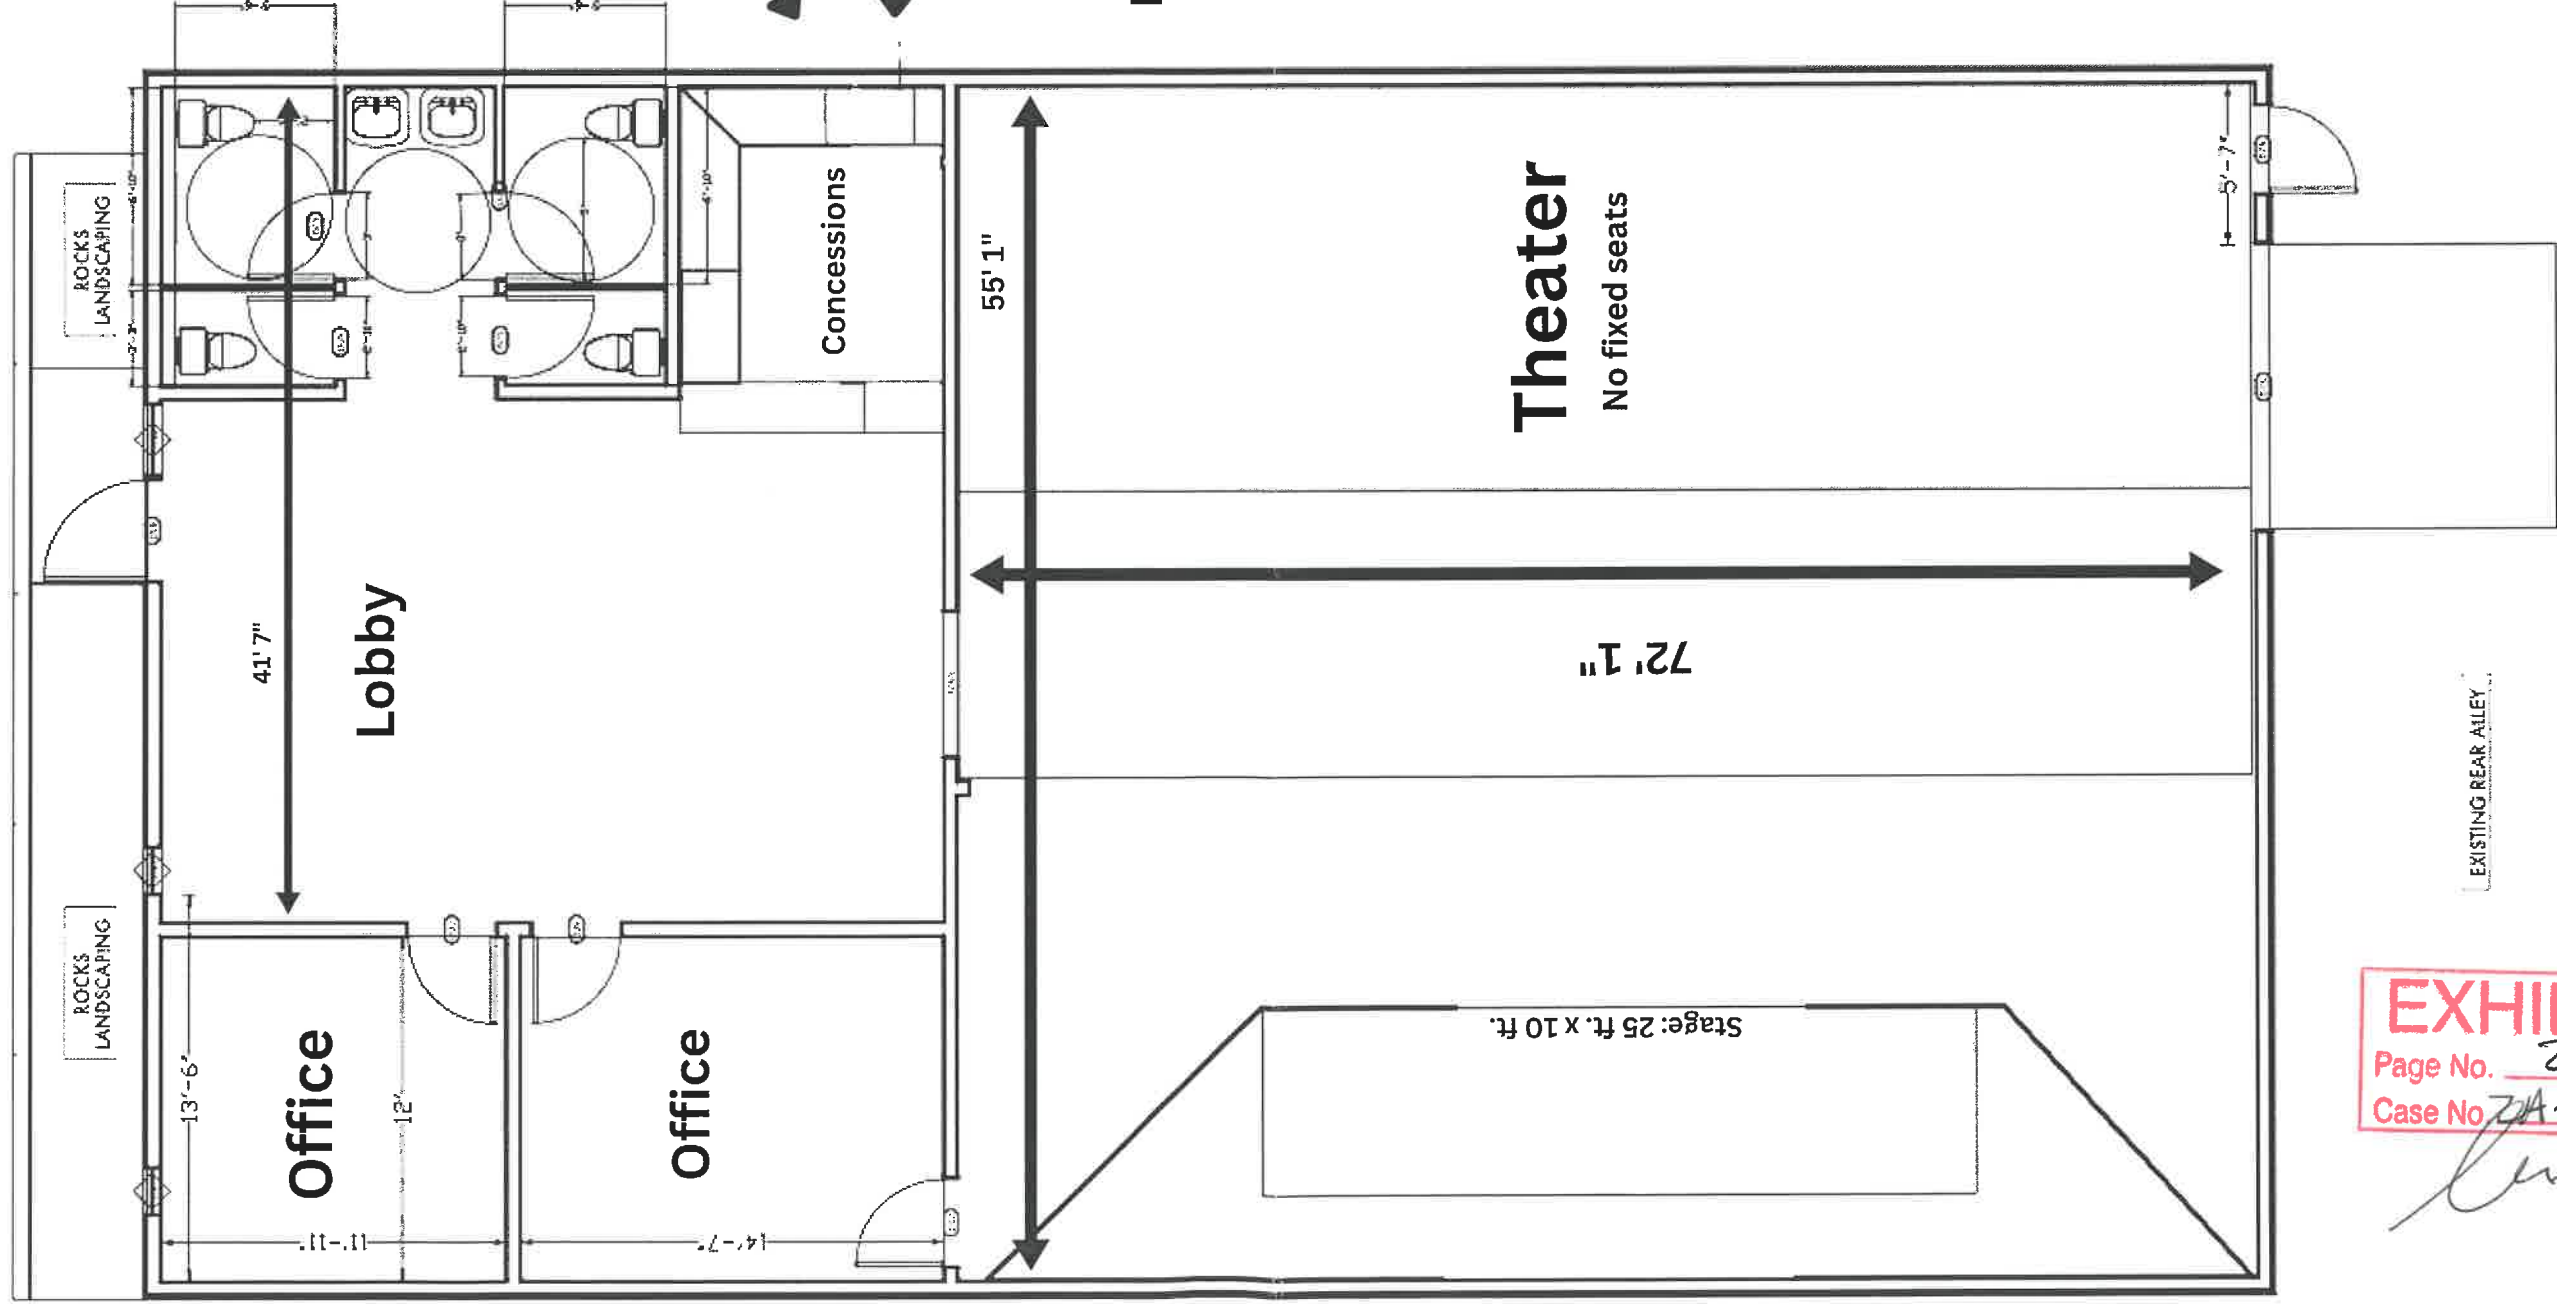 ROCKS
LANDSCAPING
ROCKS
LANDSCAPING
41' 7"
Lobby
Concessions
Office
13'-6"
12'
11'-11"
Office
14'-7"
55' 1"
72' 1"
Theater
No fixed seats
5'-7"
Stage: 25 ft. x 10 ft.
EXISTING REAR ALLEY
Page No. 2
Case No